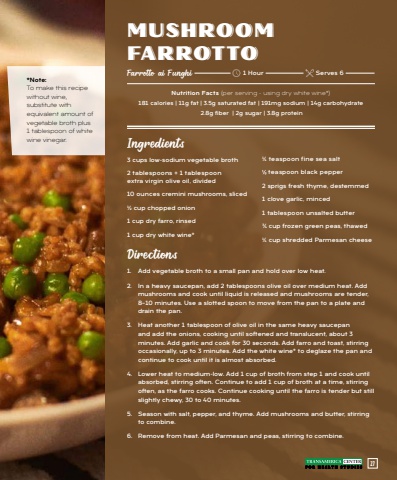 MUSHROOM
FARROTTO
Farrotto ai Funghi 1 Hour Serves 6
*Note:
To make this recipe
without wine,
substitute with
equivalent amount of
vegetable broth plus
1 tablespoon of white
wine vinegar.
Nutrition Facts (per serving - using dry white wine*)
181 calories | 11g fat | 3.5g saturated fat | 191mg sodium | 14g carbohydrate
2.8g fiber | 2g sugar | 3.8g protein
Ingredients
3 cups low-sodium vegetable broth
2 tablespoons + 1 tablespoon
extra virgin olive oil, divided
10 ounces cremini mushrooms, sliced
½ cup chopped onion
1 cup dry farro, rinsed
1 cup dry white wine*
teaspoon fine sea salt
teaspoon black pepper
2 sprigs fresh thyme, destemmed
1 clove garlic, minced
1 tablespoon unsalted butter
cup frozen green peas, thawed
cup shredded Parmesan cheese
Directions
1. Add vegetable broth to a small pan and hold over low heat.
2. In a heavy saucepan, add 2 tablespoons olive oil over medium heat. Add
mushrooms and cook until liquid is released and mushrooms are tender,
8-10 minutes. Use a slotted spoon to move from the pan to a plate and
drain the pan.
3. Heat another 1 tablespoon of olive oil in the same heavy saucepan
and add the onions, cooking until softened and translucent, about 3
minutes. Add garlic and cook for 30 seconds. Add farro and toast, stirring
occasionally, up to 3 minutes. Add the white wine* to deglaze the pan and
continue to cook until it is almost absorbed.
4. Lower heat to medium-low. Add 1 cup of broth from step 1 and cook until
absorbed, stirring often. Continue to add 1 cup of broth at a time, stirring
often, as the farro cooks. Continue cooking until the farro is tender but still
slightly chewy, 30 to 40 minutes.
5. Season with salt, pepper, and thyme. Add mushrooms and butter, stirring
to combine.
6. Remove from heat. Add Parmesan and peas, stirring to combine.
TRANSAMERICA CENTER
FOR HEALTH STUDIES